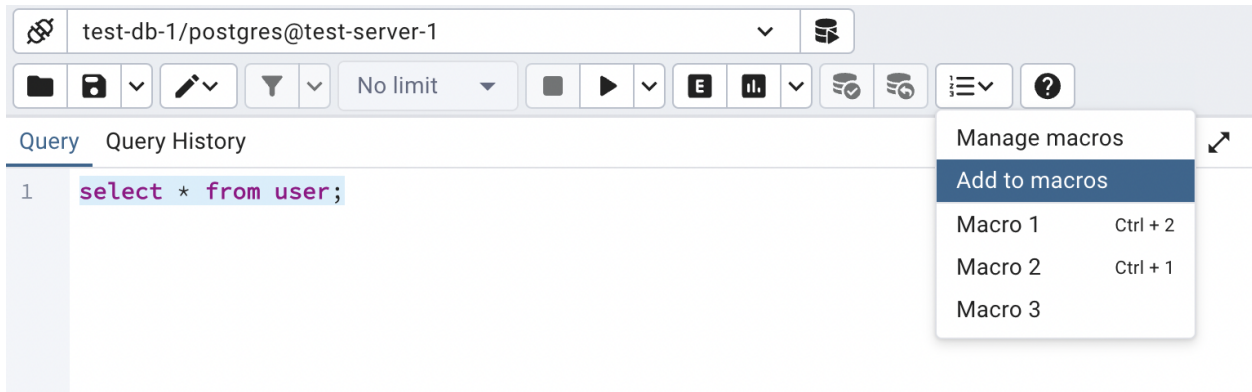 test-db-1/postgres@test-server-1
No limit
E
Query Query History
1 select * from user;
Manage macros
Add to macros
Macro 1 Ctrl + 2
Macro 2 Ctrl + 1
Macro 3